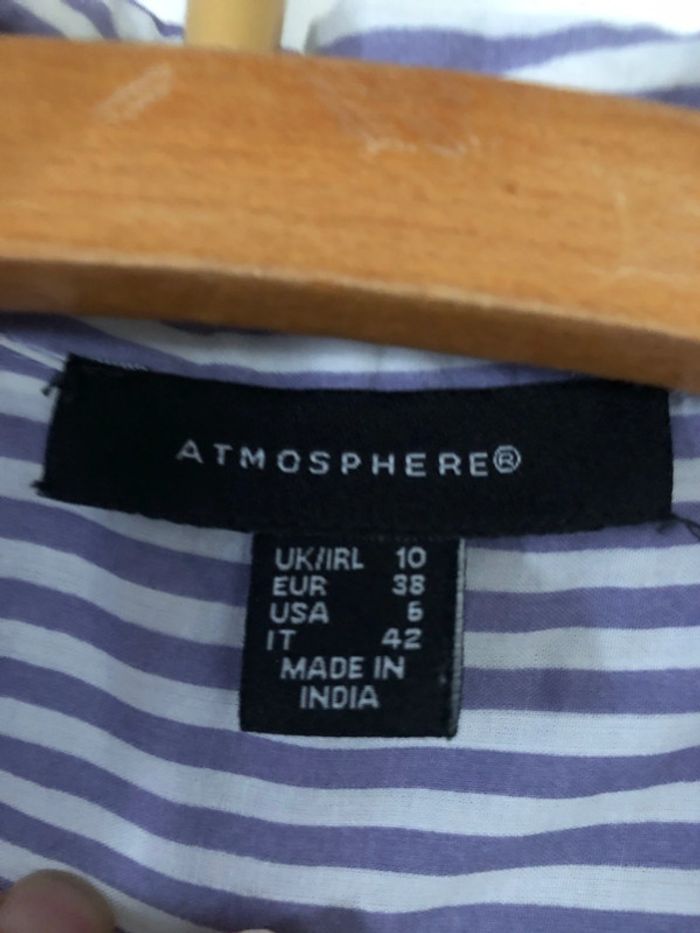 ATMOSPHERE®
UK/IRL 10
EUR 38
USA 6
IT 42
MADE IN
INDIA